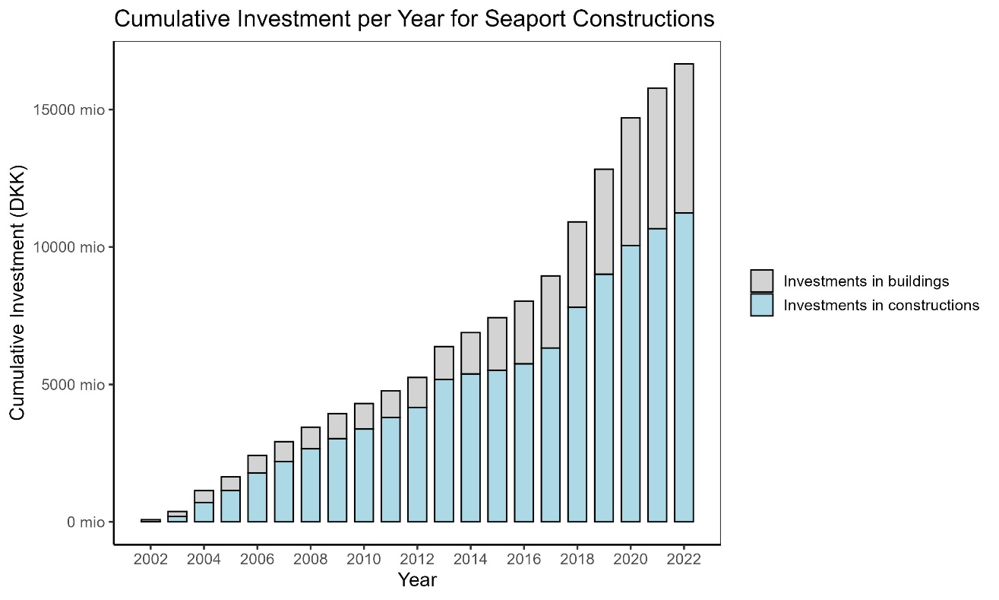 Cumulative Investment per Year for Seaport Constructions
Cumulative Investment (DKK)
15000 mio
10000 mio
5000 mio
0 mio
2002 2004 2006 2008 2010 2012 2014 2016 2018 2020 2022
Year
Investments in buildings
Investments in constructions